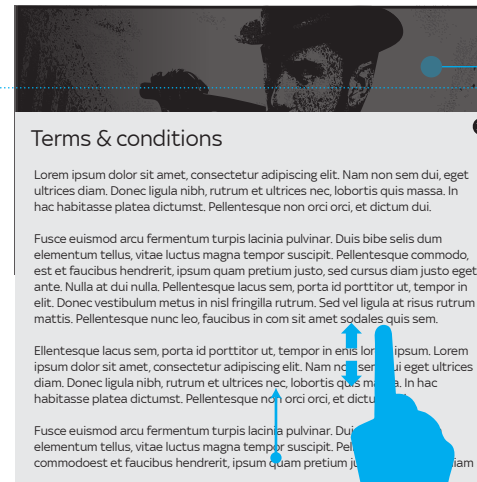 Terms & conditions
Lorem ipsum dolor sit amet, consectetur adipiscing elit. Nam non sem dui, eget
ultrices diam. Donec ligula nibh, rutrum et ultrices nec, lobortis quis massa. In
hac habitasse platea dictumst. Pellentesque non orci orci, et dictum dui.
Fusce euismod arcu fermentum turpis lacinia pulvinar. Duis bibe selis dum
elementum tellus, vitae luctus magna tempor suscipit. Pellentesque commodo,
est et faucibus hendrerit, ipsum quam pretium justo, sed cursus diam justo eget
ante. Nulla at dui nulla. Pellentesque lacus sem, porta id porttitor ut, tempor in
elit. Donec vestibulum metus in nisl fringilla rutrum. Sed vel ligula at risus rutrum
mattis. Pellentesque nunc leo, faucibus in com sit amet sodales quis sem.
Ellentesque lacus sem, porta id porttitor ut, tempor in enis ipsum. Lorem
ipsum dolor sit amet, consectetur adipiscing elit. Nam eget ultrices
diam. Donec ligula nibh, rutrum et ultrices nec, lobortis quis In hac
habitasse platea dictumst. Pellentesque non orci orci, et
Fusce euismod arcu fermentum turpis lacinia pulvinar.
elementum tellus, vitae luctus magna tempor suscipit.
commodoest et faucibus hendrerit, ipsum quam pretium